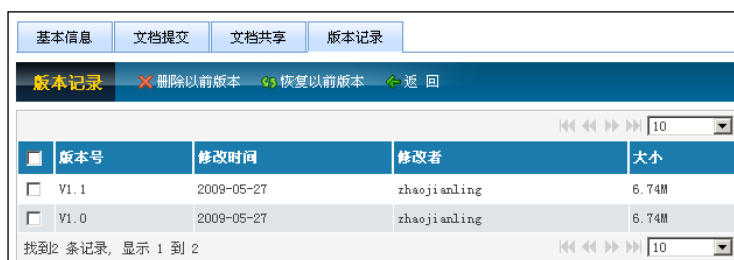 基本信息 文档提交 文档共享 版本记录
版本记录 删除以前版本 恢复以前版本 返 回
10
版本号 修改时间 修改者 大小
V1.1 2009-05-27 zhaojianling 6.74M
V1.0 2009-05-27 zhaojianling 6.74M
找到2 条记录, 显示 1 到 2 10